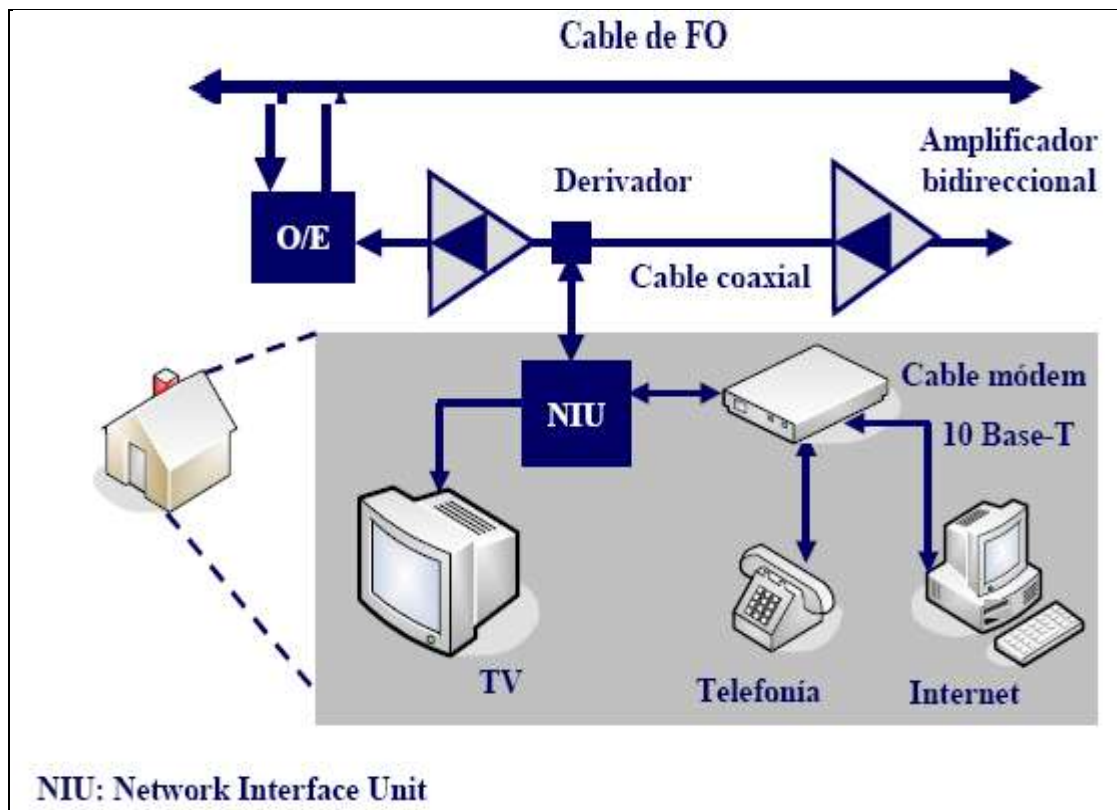 Cable de FO
Amplificador
bidireccional
Derivador
O/E
Cable coaxial
NIU
Cable módem
10 Base-T
TV
Telefonía
Internet
NIU: Network Interface Unit